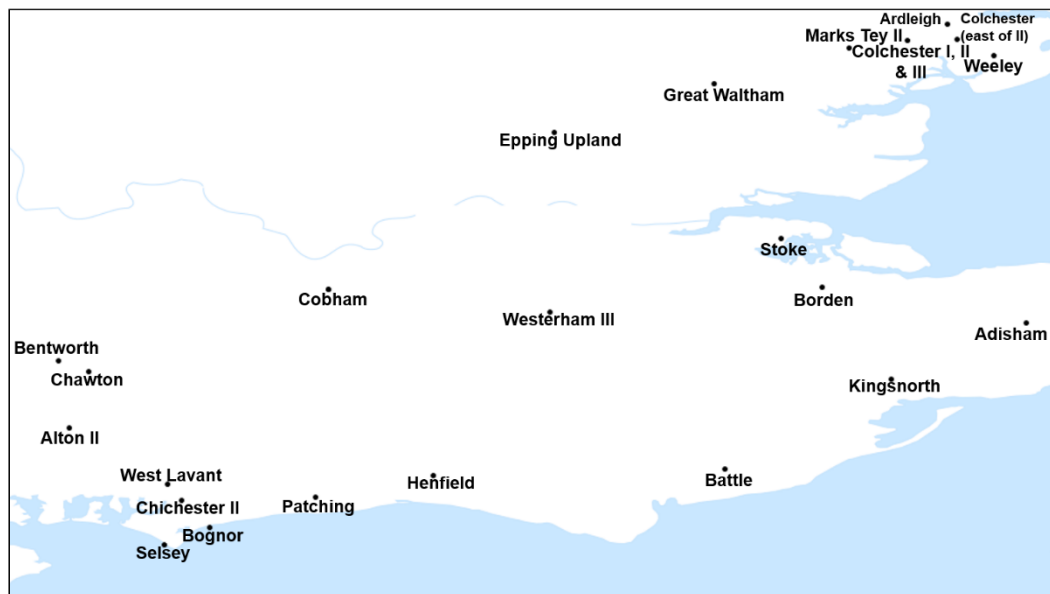 Ardleigh
Colchester
(east of II)
Marks Tey II
Colchester I, II
& III
Weeley
Great Waltham
Epping Upland
Stoke
Cobham
Borden
Westerham III
Adisham
Bentworth
Chawton
Kingsnorth
Alton II
West Lavant
Henfield
Battle
Chichester II
Patching
Bognor
Selsey